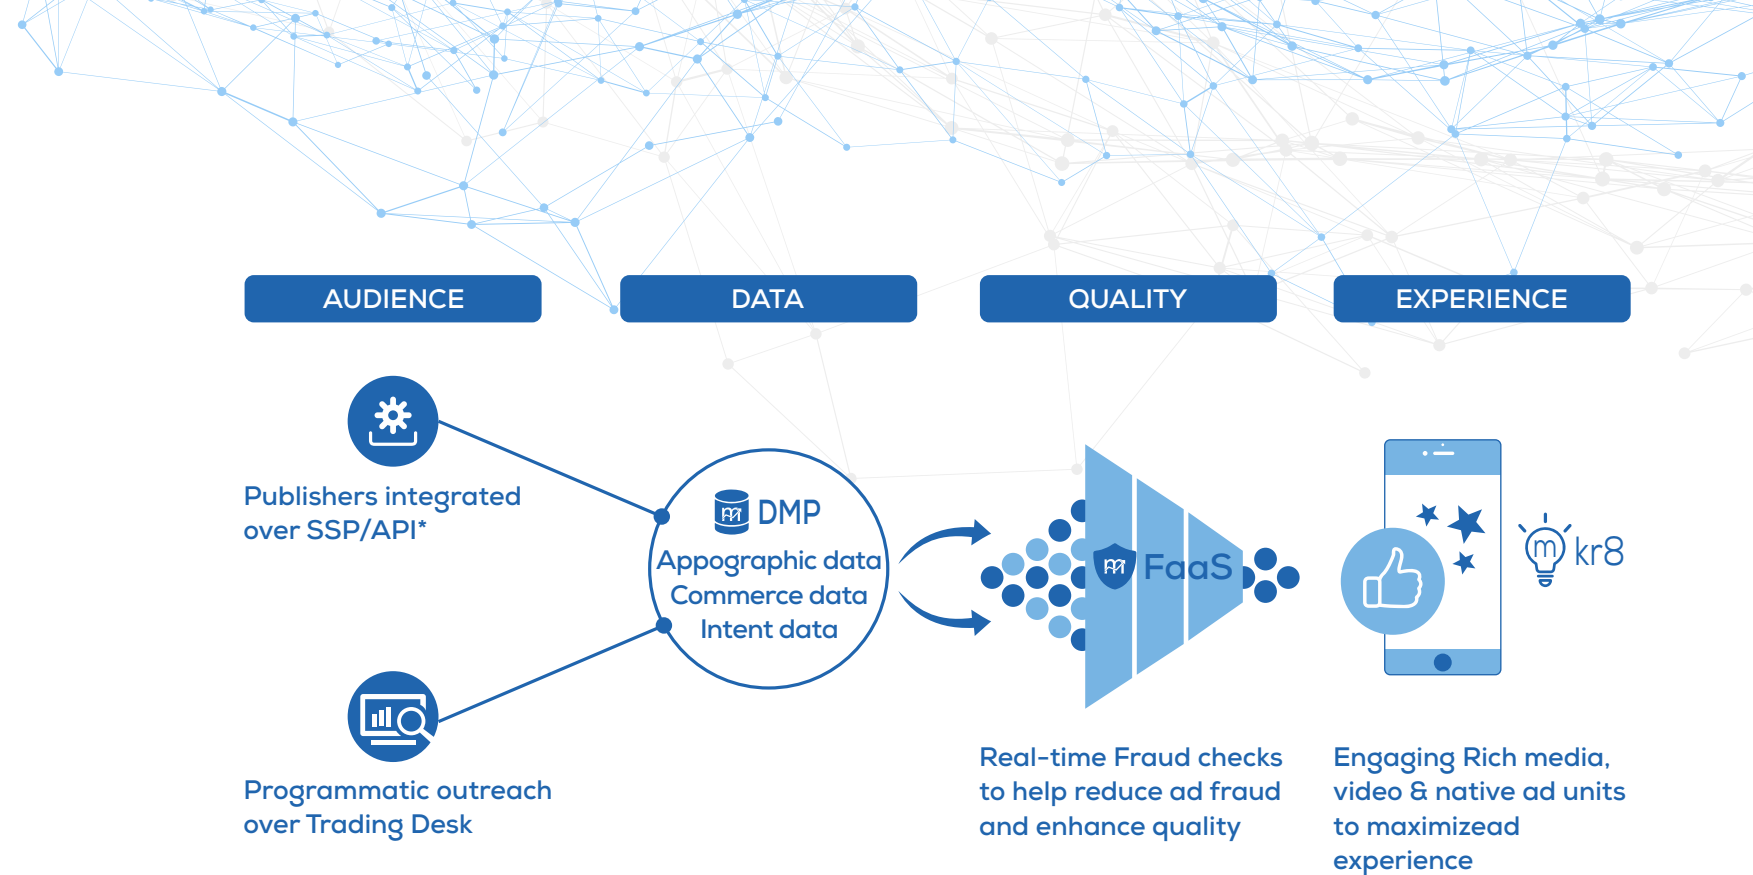 AUDIENCE
DATA
QUALITY
EXPERIENCE
Publishers integrated
over SSP/API*
Programmatic outreach
over Trading Desk
m DMP
Appographic data
Commerce data
Intent data
m FaaS
Real-time Fraud checks
to help reduce ad fraud
and enhance quality
m kr8
Engaging Rich media,
video & native ad units
to maximizead
experience